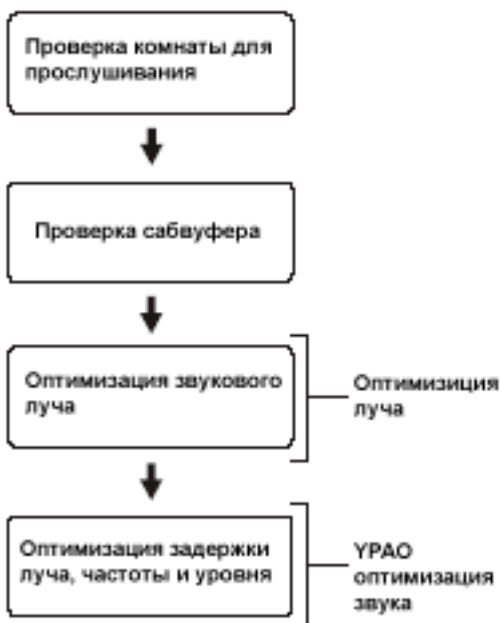 Проверка комнаты для
прослушивания
Проверка сабвуфера
Оптимизация звукового
луча
Оптимизиция
луча
Оптимизация задержки
луча, частоты и уровня
YPAO
оптимизация
звука